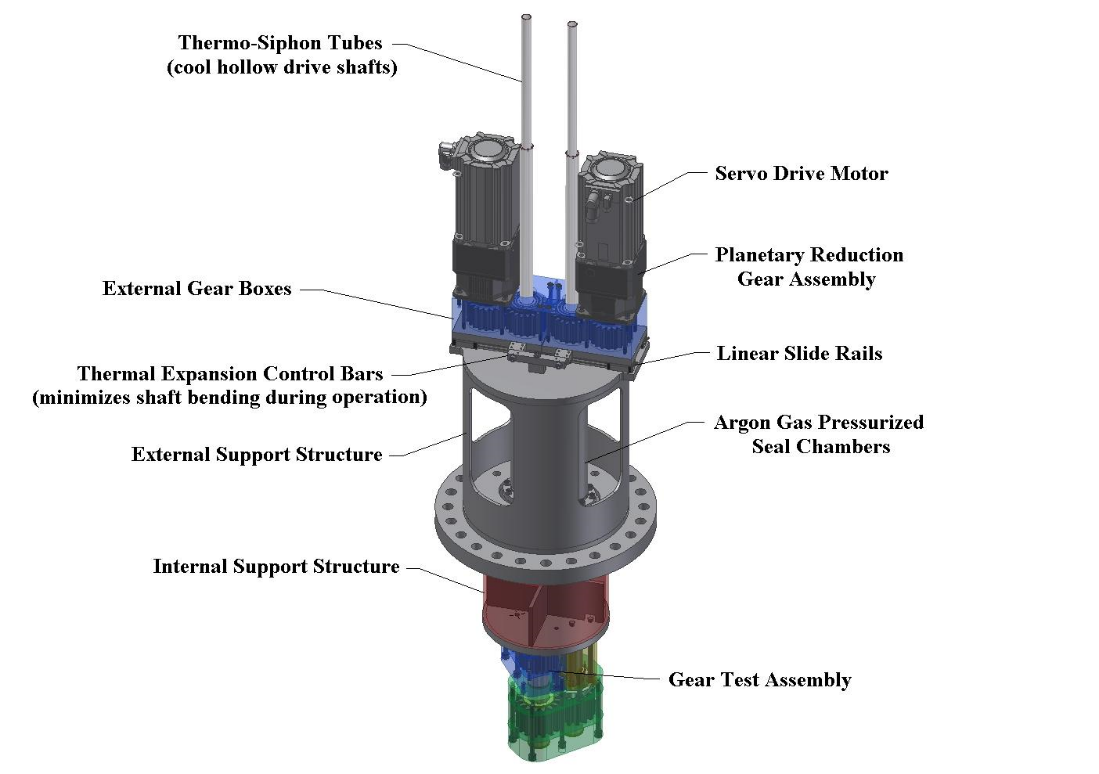 Thermo-Siphon Tubes
(cool hollow drive shafts)
Servo Drive Motor
Planetary Reduction
Gear Assembly
External Gear Boxes
Linear Slide Rails
Thermal Expansion Control Bars
(minimizes shaft bending during operation)
Argon Gas Pressurized
Seal Chambers
External Support Structure
Internal Support Structure
Gear Test Assembly